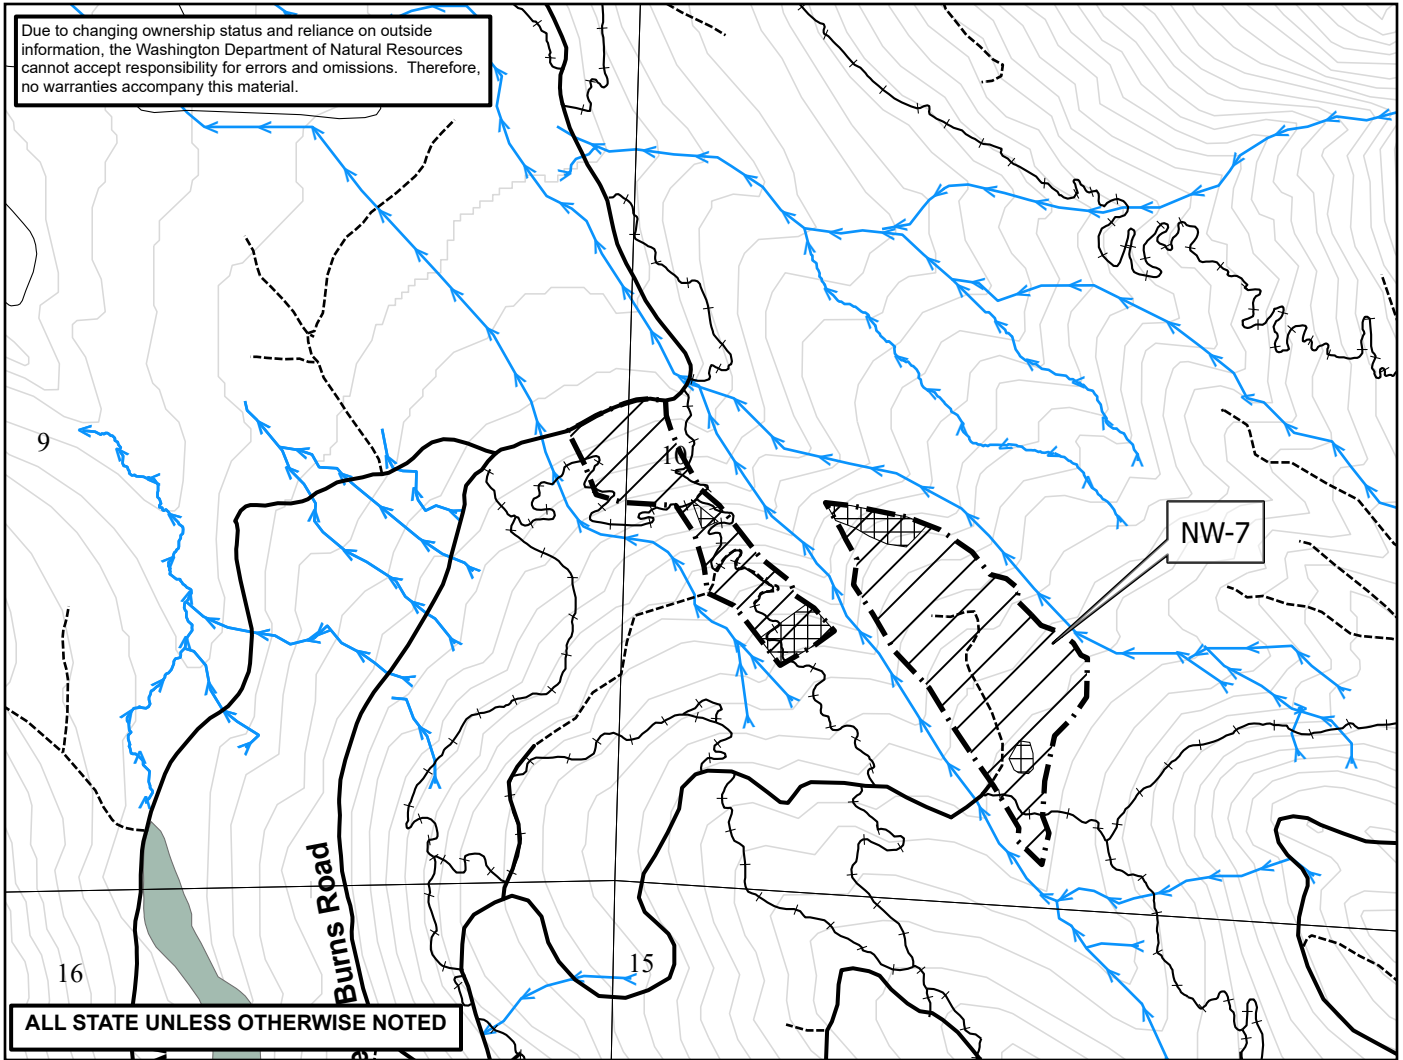 Due to changing ownership status and reliance on outside
information, the Washington Department of Natural Resources
cannot accept responsibility for errors and omissions. Therefore,
no warranties accompany this material.
9
10
NW-7
Burns Road
16
15
ALL STATE UNLESS OTHERWISE NOTED